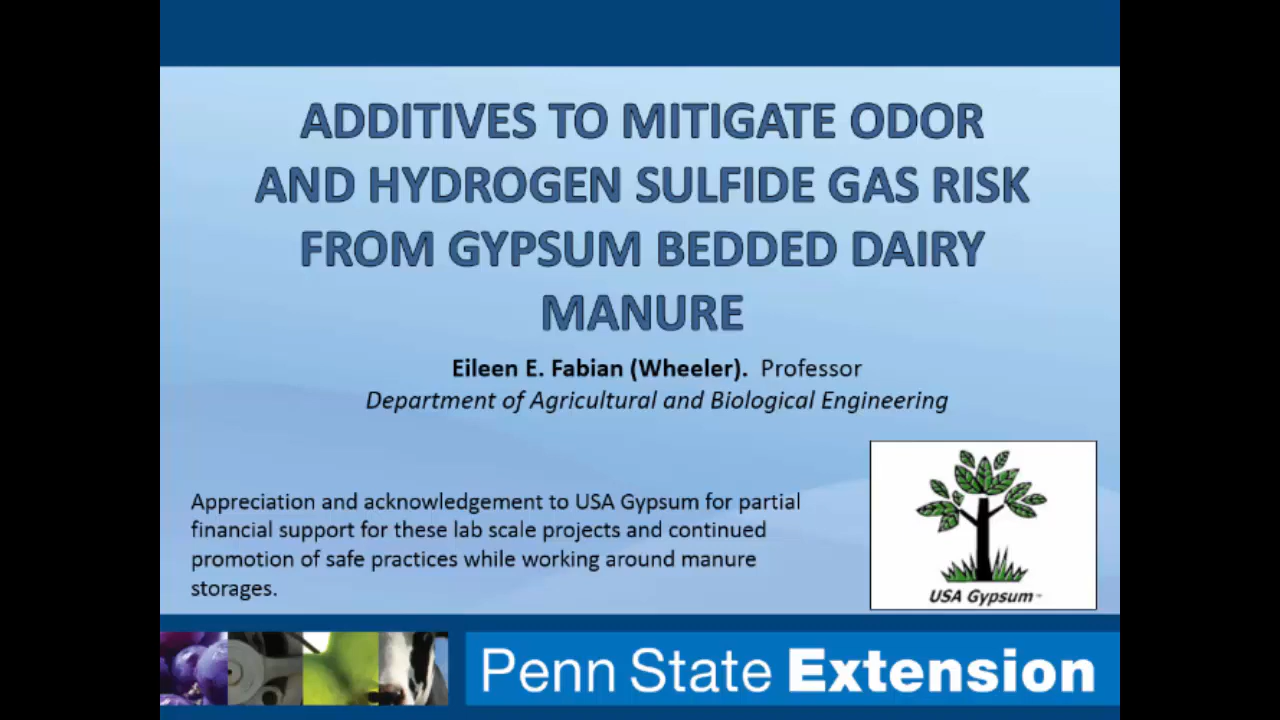 ADDITIVES TO MITIGATE ODOR
AND HYDROGEN SULFIDE GAS RISK
FROM GYPSUM BEDDED DAIRY
MANURE
Eileen E. Fabian (Wheeler). Professor
Department of Agricultural and Biological Engineering
Appreciation and acknowledgement to USA Gypsum for partial
financial support for these lab scale projects and continued
promotion of safe practices while working around manure
storages.
USA Gypsum™
Penn State Extension